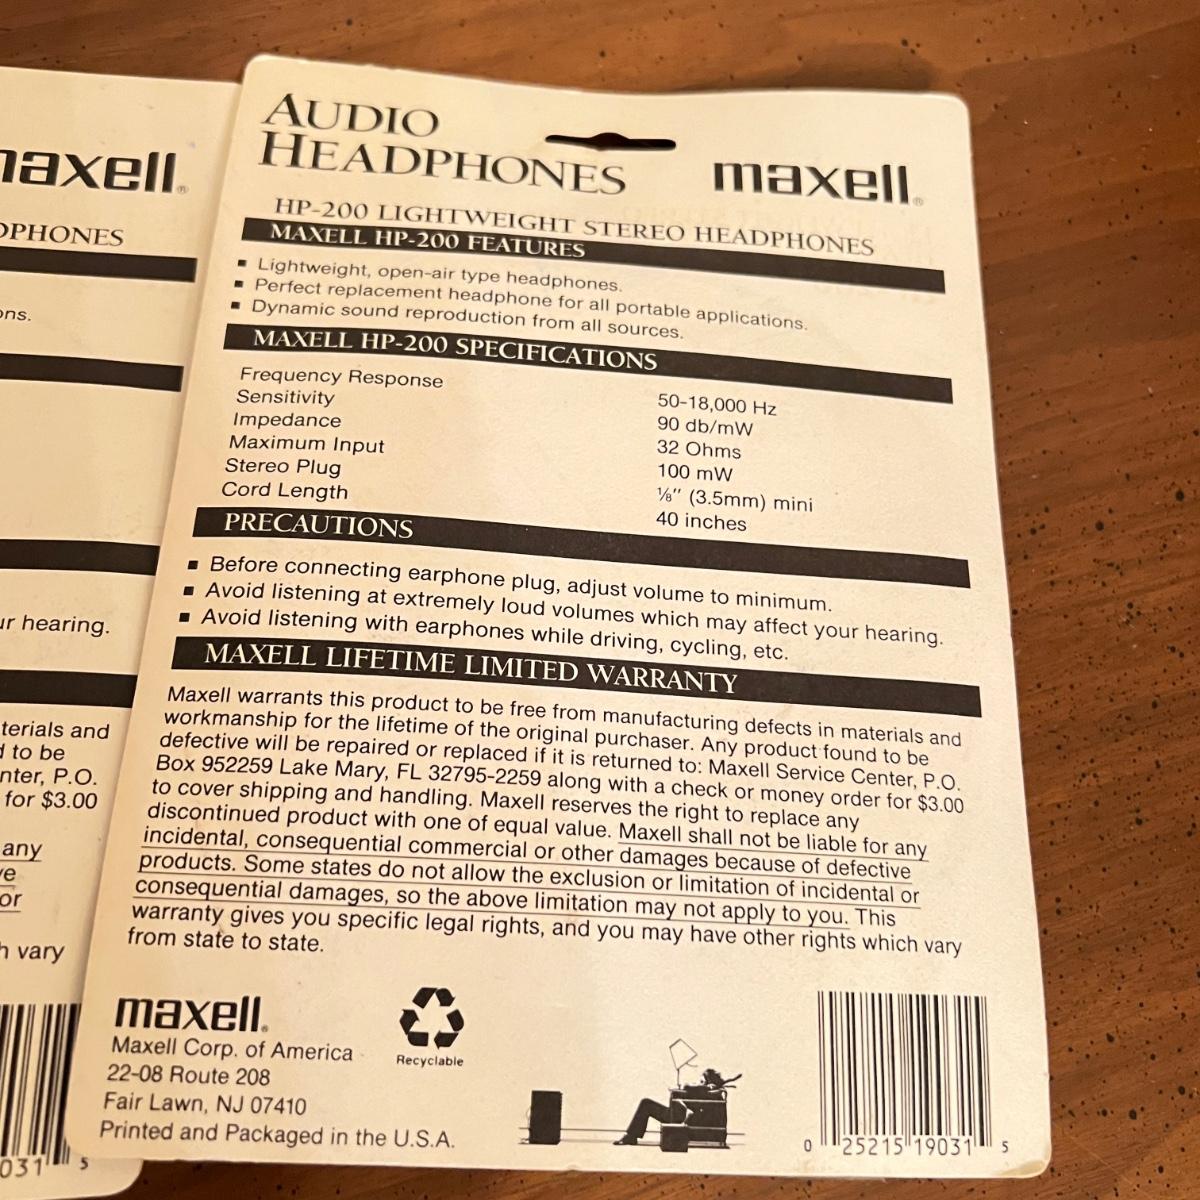 maxell
PHONES
ons.
ur hearing.
terials and
d to be
nter, P.O.
for $3.00
any
or
vary
031 5
AUDIO
HEADPHONES
maxell®
HP-200 LIGHTWEIGHT STEREO HEADPHONES
MAXELL HP-200 FEATURES
▪ Lightweight, open-air type headphones.
▪ Perfect replacement headphone for all portable applications.
▪ Dynamic sound reproduction from all sources.
MAXELL HP-200 SPECIFICATIONS
Frequency Response 50-18,000 Hz
Sensitivity 90 db/mW
Impedance 32 Ohms
Maximum Input 100 mW
Stereo Plug ⅛" (3.5mm) mini
Cord Length 40 inches
PRECAUTIONS
▪ Before connecting earphone plug, adjust volume to minimum.
▪ Avoid listening at extremely loud volumes which may affect your hearing.
▪ Avoid listening with earphones while driving, cycling, etc.
MAXELL LIFETIME LIMITED WARRANTY
Maxell warrants this product to be free from manufacturing defects in materials and
workmanship for the lifetime of the original purchaser. Any product found to be
defective will be repaired or replaced if it is returned to: Maxell Service Center, P.O.
Box 952259 Lake Mary, FL 32795-2259 along with a check or money order for $3.00
to cover shipping and handling. Maxell reserves the right to replace any
discontinued product with one of equal value. Maxell shall not be liable for any
incidental, consequential commercial or other damages because of defective
products. Some states do not allow the exclusion or limitation of incidental or
consequential damages, so the above limitation may not apply to you. This
warranty gives you specific legal rights, and you may have other rights which vary
from state to state.
maxell®
Maxell Corp. of America
22-08 Route 208
Fair Lawn, NJ 07410
Printed and Packaged in the U.S.A.
Recyclable
0 25215 19031 5